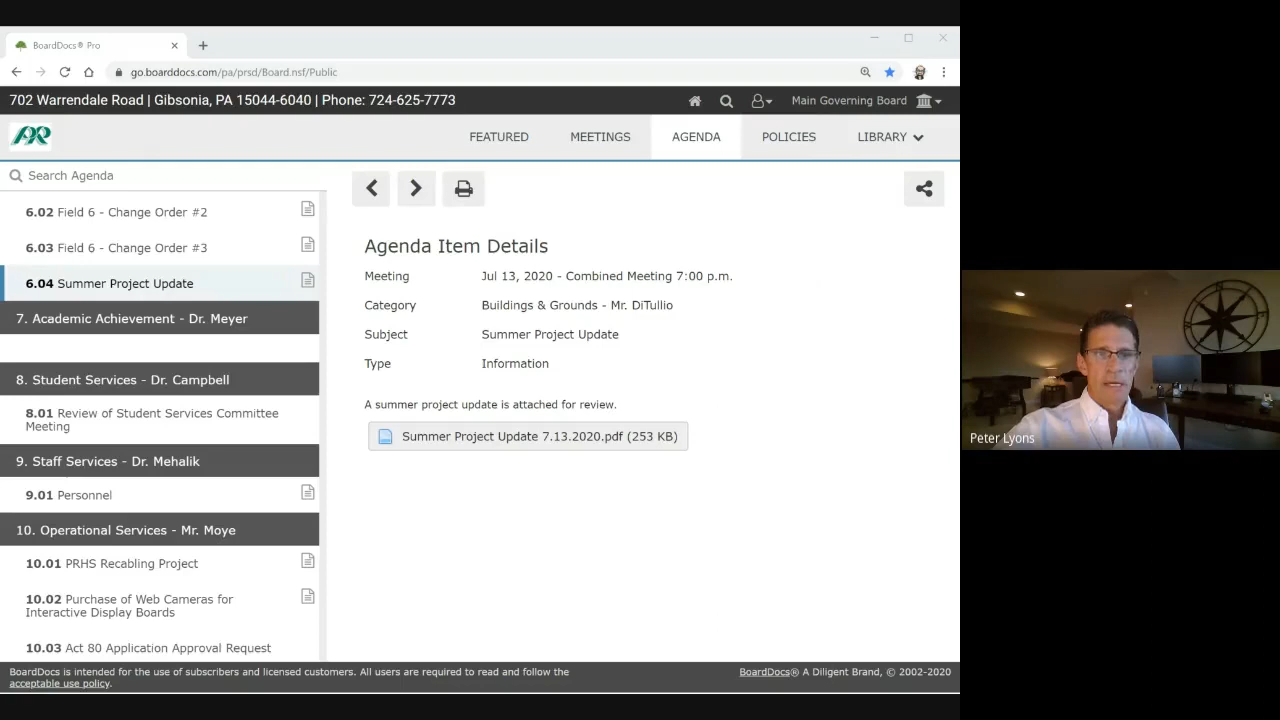 BoardDocs® Pro
go.boarddocs.com/pa/prsd/Board.nsf/Public
702 Warrendale Road | Gibsonia, PA 15044-6040 | Phone: 724-625-7773
Main Governing Board
PR
FEATURED
MEETINGS
AGENDA
POLICIES
LIBRARY
Search Agenda
6.02 Field 6 - Change Order #2
6.03 Field 6 - Change Order #3
6.04 Summer Project Update
7. Academic Achievement - Dr. Meyer
8. Student Services - Dr. Campbell
8.01 Review of Student Services Committee
Meeting
9. Staff Services - Dr. Mehalik
9.01 Personnel
10. Operational Services - Mr. Moye
10.01 PRHS Recabling Project
10.02 Purchase of Web Cameras for
Interactive Display Boards
10.03 Act 80 Application Approval Request
Agenda Item Details
Meeting Jul 13, 2020 - Combined Meeting 7:00 p.m.
Category Buildings & Grounds - Mr. DiTullio
Subject Summer Project Update
Type Information
A summer project update is attached for review.
Summer Project Update 7.13.2020.pdf (253 KB)
Peter Lyons
BoardDocs is intended for the use of subscribers and licensed customers. All users are required to read and follow the
acceptable use policy.
BoardDocs® A Diligent Brand, © 2002-2020